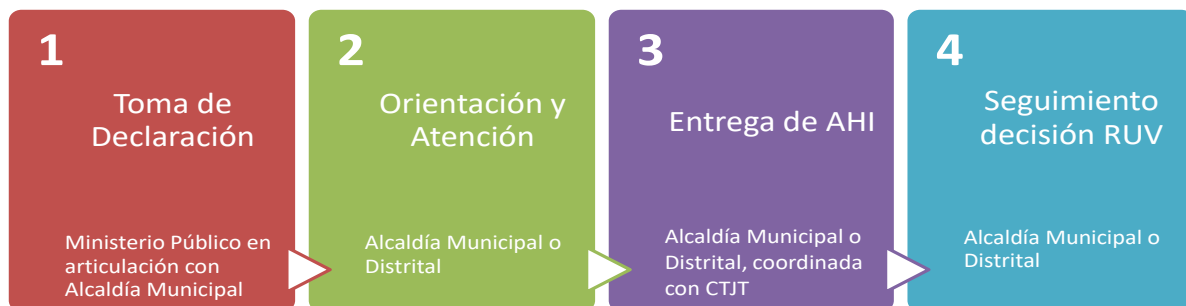 1
Toma de
Declaración
Ministerio Público en
articulación con
Alcaldía Municipal
2
Orientación y
Atención
Alcaldía Municipal o
Distrital
3
Entrega de AHI
Alcaldía Municipal o
Distrital, coordinada
con CTJT
4
Seguimiento
decisión RUV
Alcaldía Municipal o
Distrital